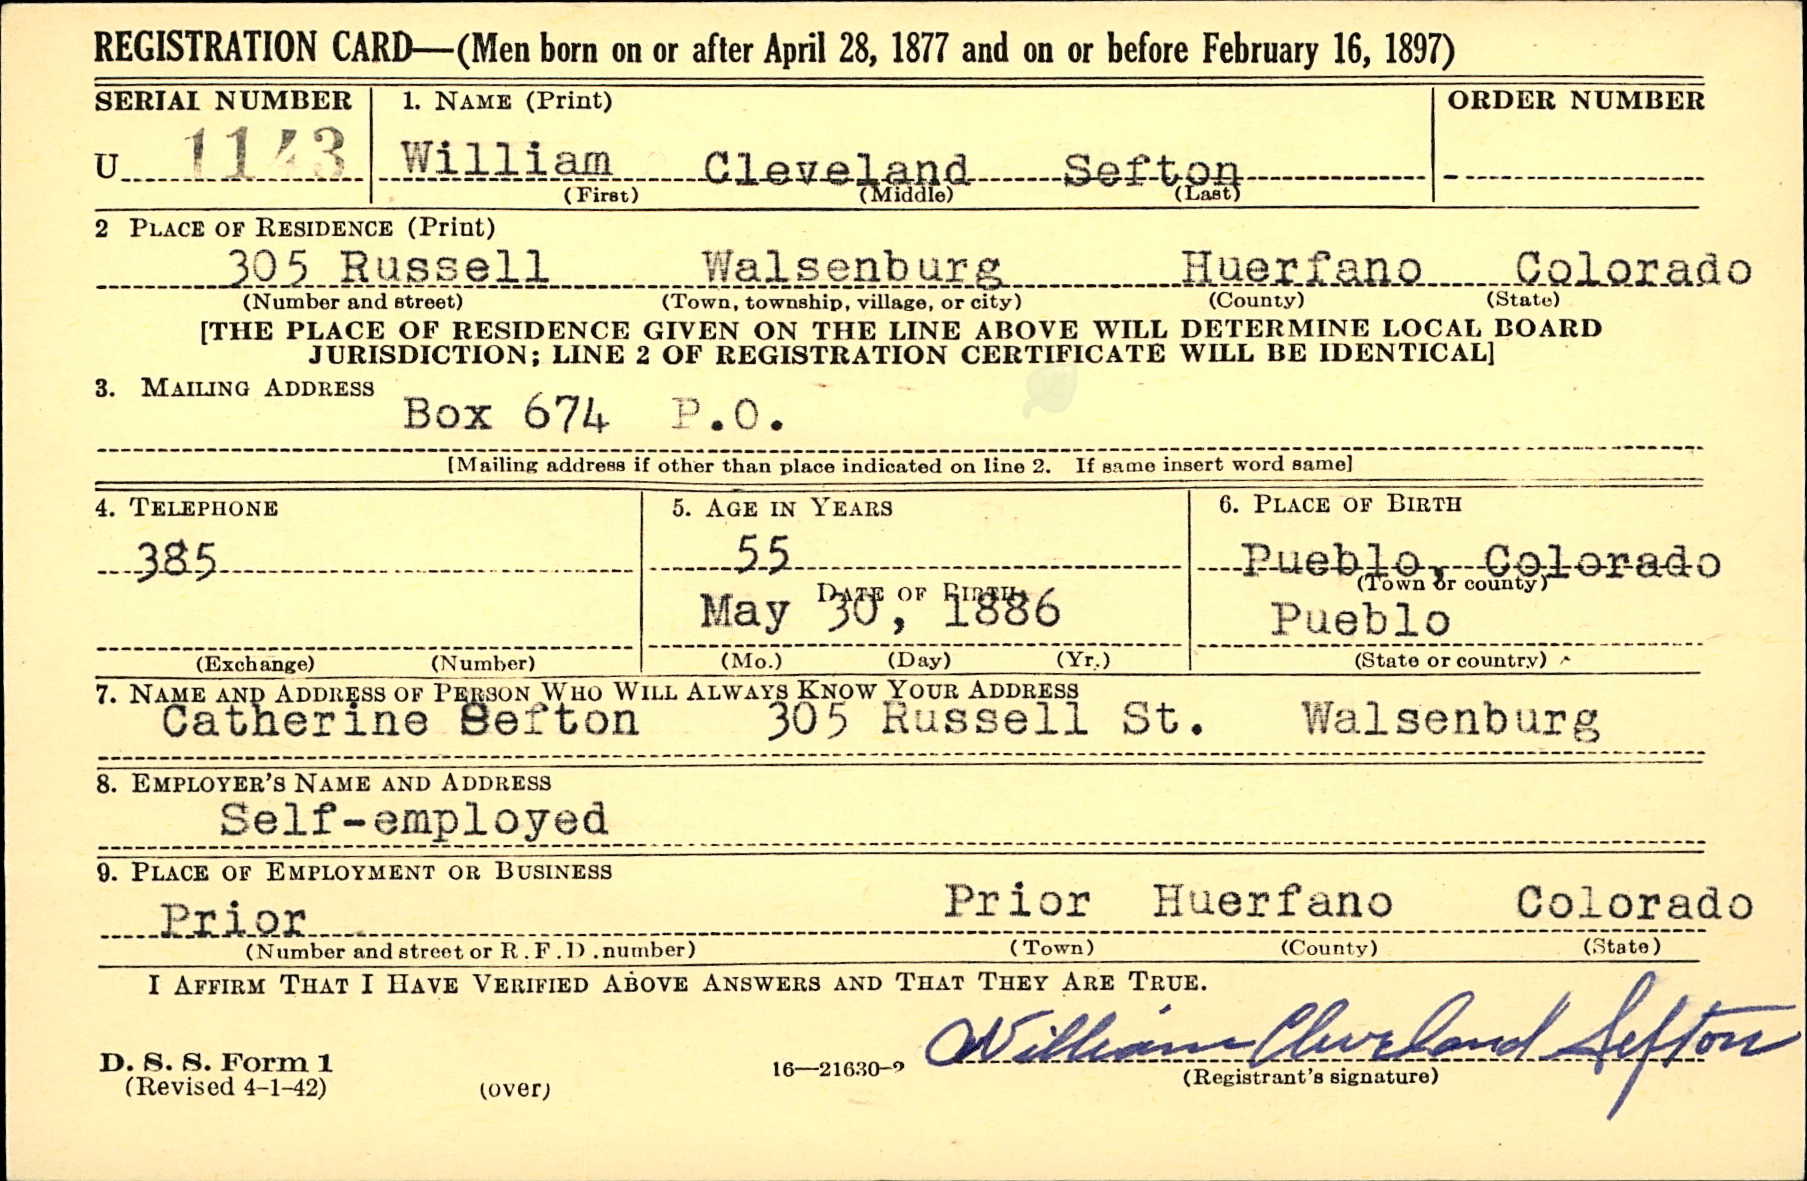 REGISTRATION CARD—(Men born on or after April 28, 1877 and on or before February 16, 1897)
SERIAL NUMBER 1. NAME (Print) ORDER NUMBER
U 1143 William Cleveland Sefton
(First) (Middle) (Last)
2 PLACE OF RESIDENCE (Print)
305 Russell Walsenburg Huerfano Colorado
(Number and street) (Town, township, village, or city) (County) (State)
[THE PLACE OF RESIDENCE GIVEN ON THE LINE ABOVE WILL DETERMINE LOCAL BOARD
JURISDICTION; LINE 2 OF REGISTRATION CERTIFICATE WILL BE IDENTICAL]
3. MAILING ADDRESS
Box 674 P.O.
[Mailing address if other than place indicated on line 2. If same insert word same]
4. TELEPHONE 5. AGE IN YEARS 6. PLACE OF BIRTH
385 55 Pueblo, Colorado
DATE OF BIRTH (Town or county)
May 30, 1886 Pueblo
(Exchange) (Number) (Mo.) (Day) (Yr.) (State or country)
7. NAME AND ADDRESS OF PERSON WHO WILL ALWAYS KNOW YOUR ADDRESS
Catherine Sefton 305 Russell St. Walsenburg
8. EMPLOYER'S NAME AND ADDRESS
Self-employed
9. PLACE OF EMPLOYMENT OR BUSINESS
Prior Prior Huerfano Colorado
(Number and street or R.F.D. number) (Town) (County) (State)
I AFFIRM THAT I HAVE VERIFIED ABOVE ANSWERS AND THAT THEY ARE TRUE.
William Cleveland Sefton
D. S. S. Form 1 16—21630-2 (Registrant's signature)
(Revised 4-1-42) (over)